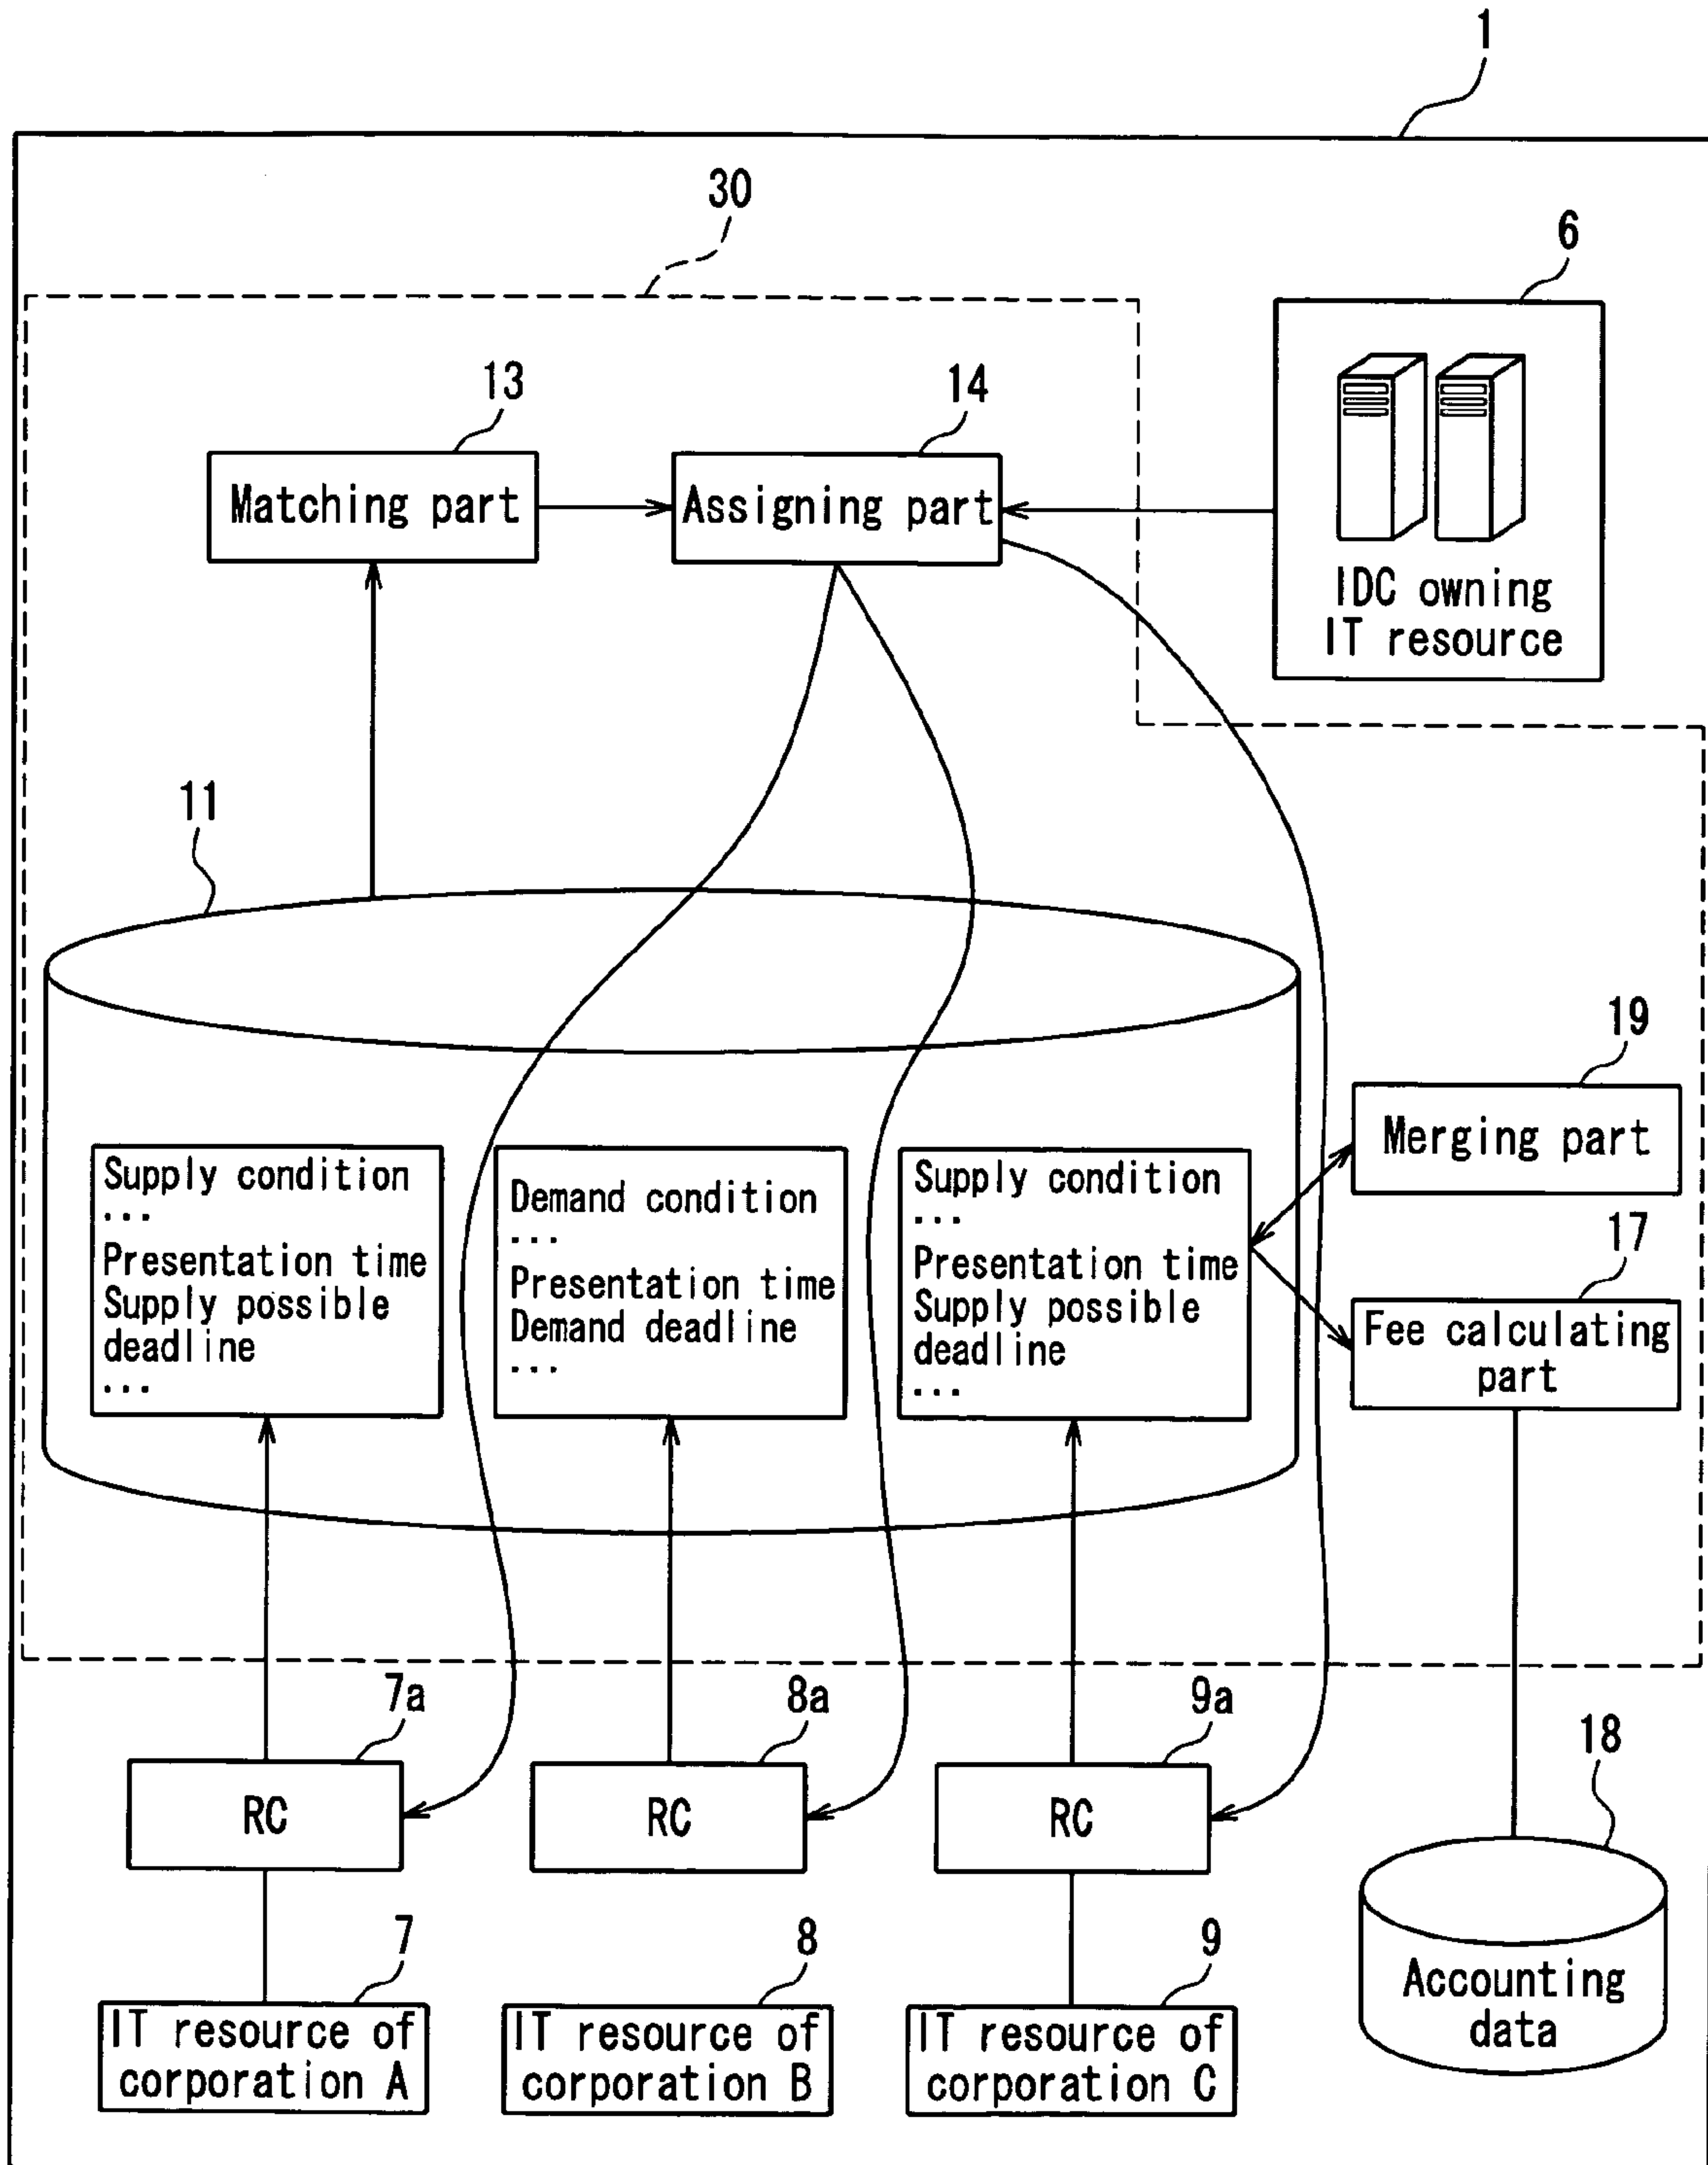 1
30
6
13
14
Matching part
Assigning part
IDC owning
IT resource
11
19
Merging part
Supply condition
...
Presentation time
Supply possible
deadline
...
Demand condition
...
Presentation time
Demand deadline
...
Supply condition
...
Presentation time
Supply possible
deadline
...
17
Fee calculating
part
7a
8a
9a
18
RC
RC
RC
7
8
9
IT resource of
corporation A
IT resource of
corporation B
IT resource of
corporation C
Accounting
data